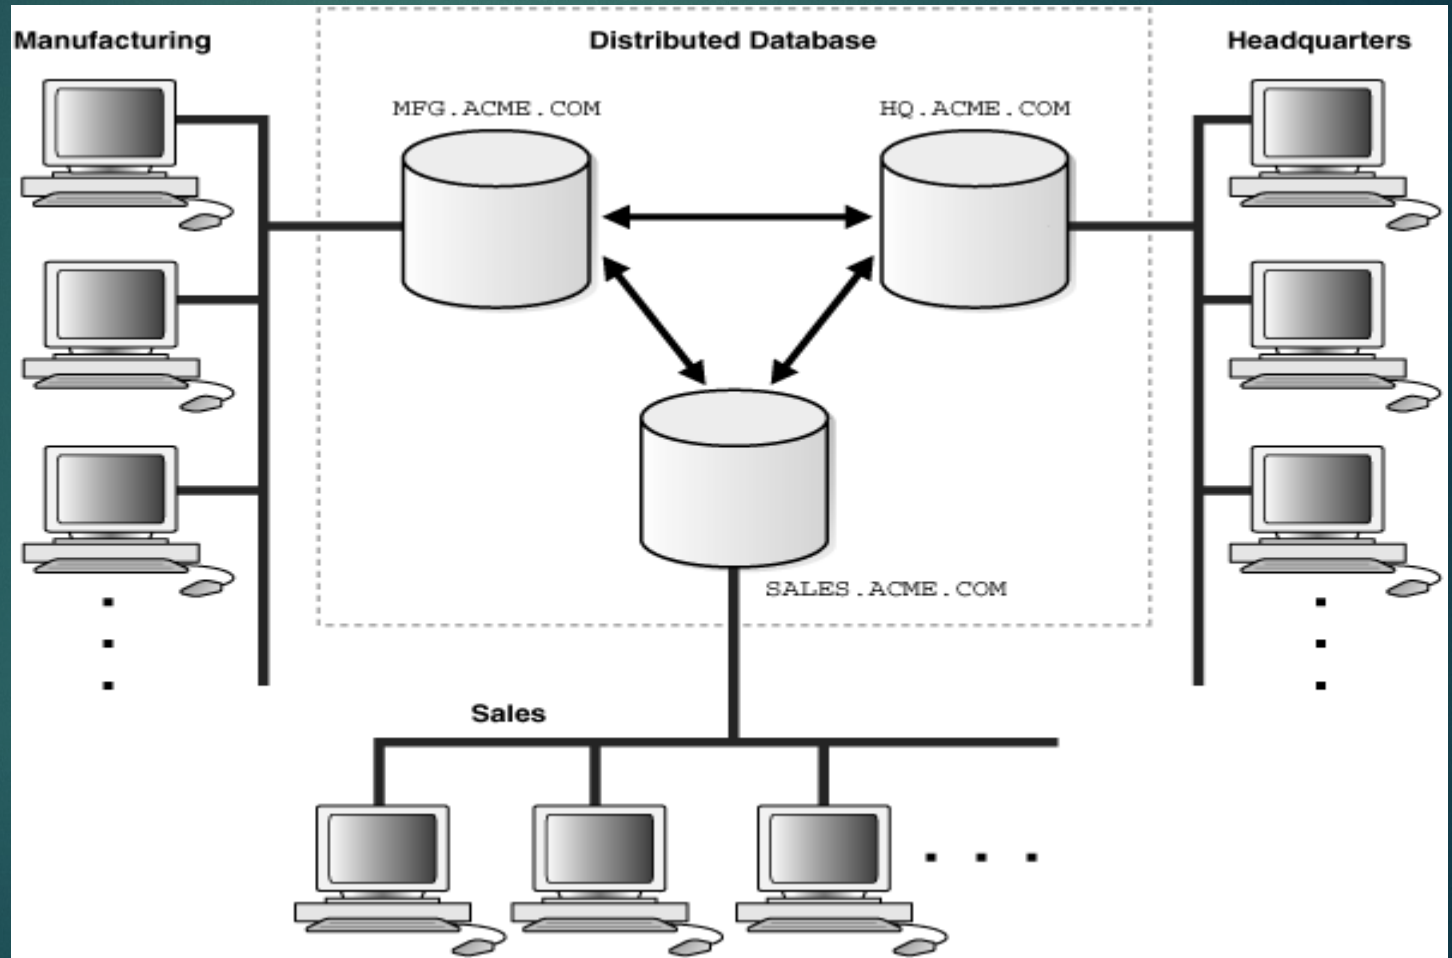 Manufacturing
Distributed Database
Headquarters
MFG.ACME.COM
HQ.ACME.COM
SALES.ACME.COM
Sales